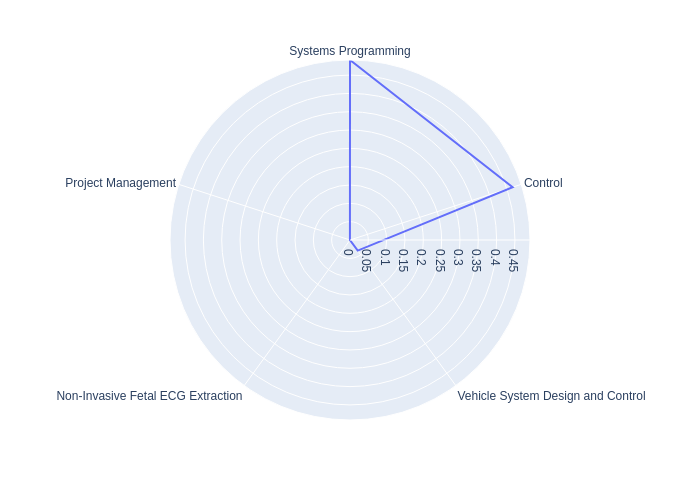 Systems Programming
Project Management
Control
0
0.05
0.1
0.15
0.2
0.25
0.3
0.35
0.4
0.45
Non-Invasive Fetal ECG Extraction
Vehicle System Design and Control